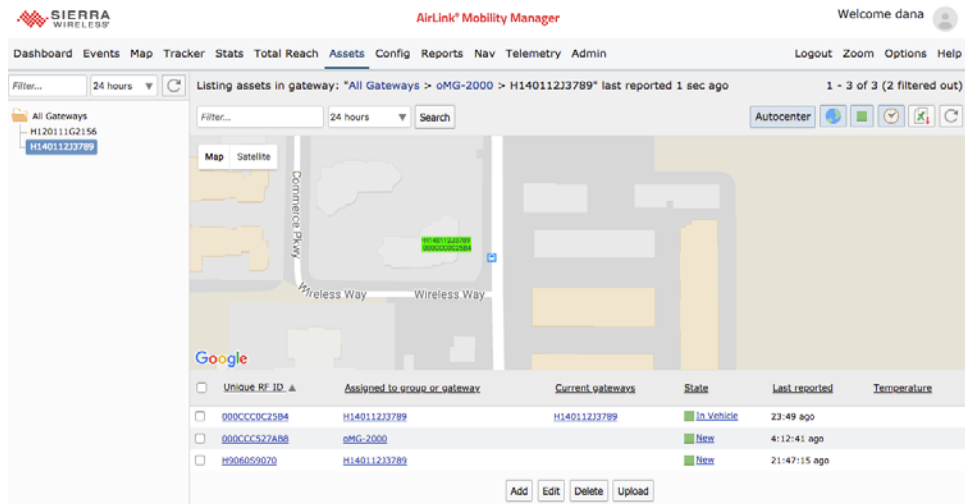 SIERRA WIRELESS®
AirLink® Mobility Manager
Welcome dana
Dashboard Events Map Tracker Stats Total Reach Assets Config Reports Nav Telemetry Admin Logout Zoom Options Help
Filter... 24 hours
Listing assets in gateway: "All Gateways > oMG-2000 > H140112J3789" last reported 1 sec ago 1 - 3 of 3 (2 filtered out)
All Gateways
H120111G2156
H140112J3789
Filter... 24 hours Search Autocenter
Map Satellite
Commerce Pkwy
H140112J3789
000CCC0C25B4
Wireless Way Wireless Way
Google
Unique RF ID Assigned to group or gateway Current gateways State Last reported Temperature
000CCC0C25B4 H140112J3789 H140112J3789 In Vehicle 23:49 ago
000CCC527AB8 oMG-2000 New 4:12:41 ago
H9060S9070 H140112J3789 New 21:47:15 ago
Add Edit Delete Upload